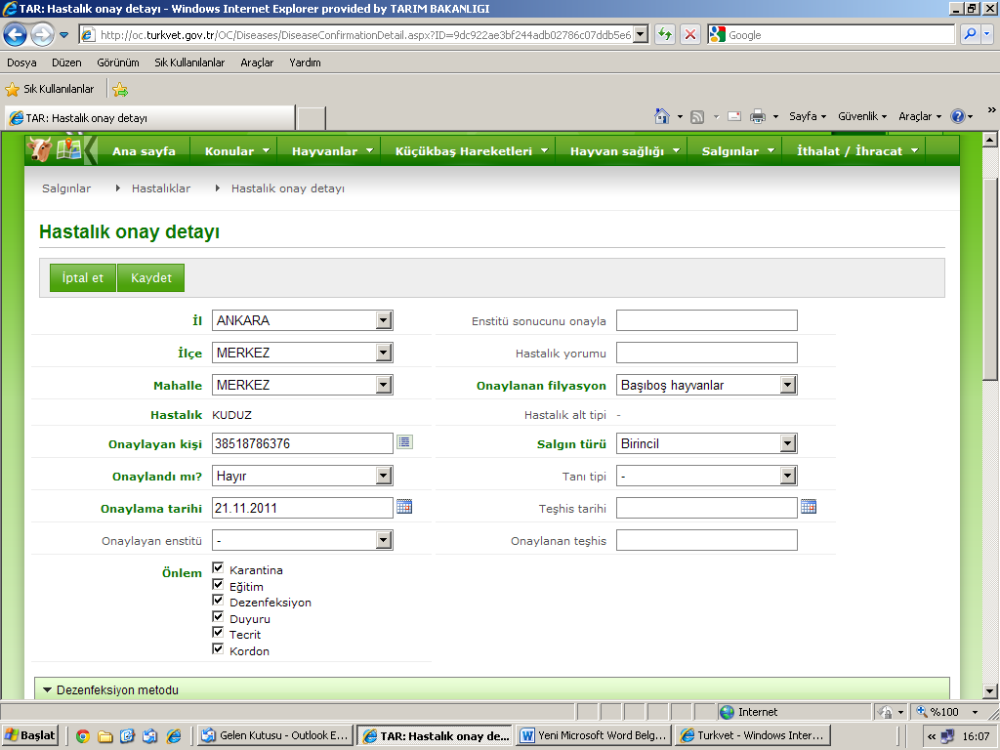 TAR: Hastalık onay detayı - Windows Internet Explorer provided by TARIM BAKANLIGI
http://oc.turkvet.gov.tr/OC/Diseases/DiseaseConfirmationDetail.aspx?ID=9dc922ae3bf244adb02786c07ddb5e6
Google
Dosya Düzen Görünüm Sık Kullanılanlar Araçlar Yardım
Sık Kullanılanlar
TAR: Hastalık onay detayı
Sayfa Güvenlik Araçlar
Ana sayfa Konular Hayvanlar Küçükbaş Hareketleri Hayvan sağlığı Salgınlar İthalat / İhracat
Salgınlar Hastalıklar Hastalık onay detayı
Hastalık onay detayı
İptal et Kaydet
İl ANKARA Enstitü sonucunu onayla
İlçe MERKEZ Hastalık yorumu
Mahalle MERKEZ Onaylanan filyasyon Başıboş hayvanlar
Hastalık KUDUZ Hastalık alt tipi -
Onaylayan kişi 38518786376 Salgın türü Birincil
Onaylandı mı? Hayır Tanı tipi -
Onaylama tarihi 21.11.2011 Teşhis tarihi
Onaylayan enstitü - Onaylanan teşhis
Önlem Karantina
Eğitim
Dezenfeksiyon
Duyuru
Tecrit
Kordon
Dezenfeksiyon metodu
Internet %100
Başlat Gelen Kutusu - Outlook E... TAR: Hastalık onay de... Yeni Microsoft Word Belg... Turkvet - Windows Inter... 16:07